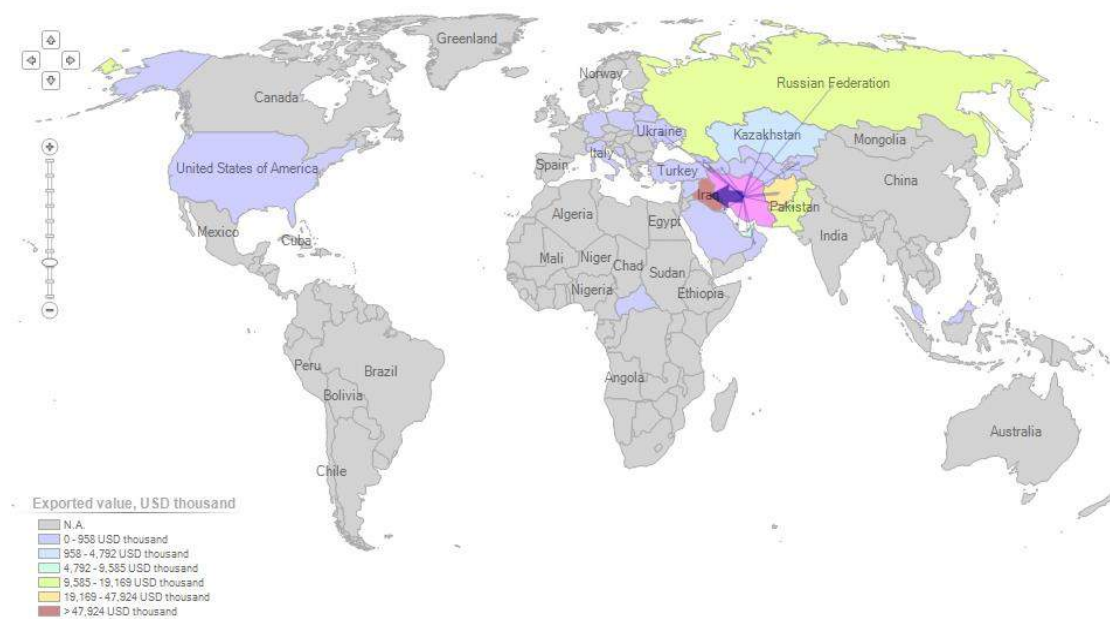 Greenland
Norway
Russian Federation
Canada
Ukraine
Kazakhstan
Mongolia
United States of America
Spain
Italy
Turkey
China
Iran
Pakistan
Mexico
Cuba
Algeria
Egypt
India
Mali
Niger
Chad
Sudan
Nigeria
Ethiopia
Peru
Brazil
Angola
Bolivia
Australia
Chile
Exported value, USD thousand
N.A.
0 - 958 USD thousand
958 - 4,792 USD thousand
4,792 - 9,585 USD thousand
9,585 - 19,169 USD thousand
19,169 - 47,924 USD thousand
> 47,924 USD thousand